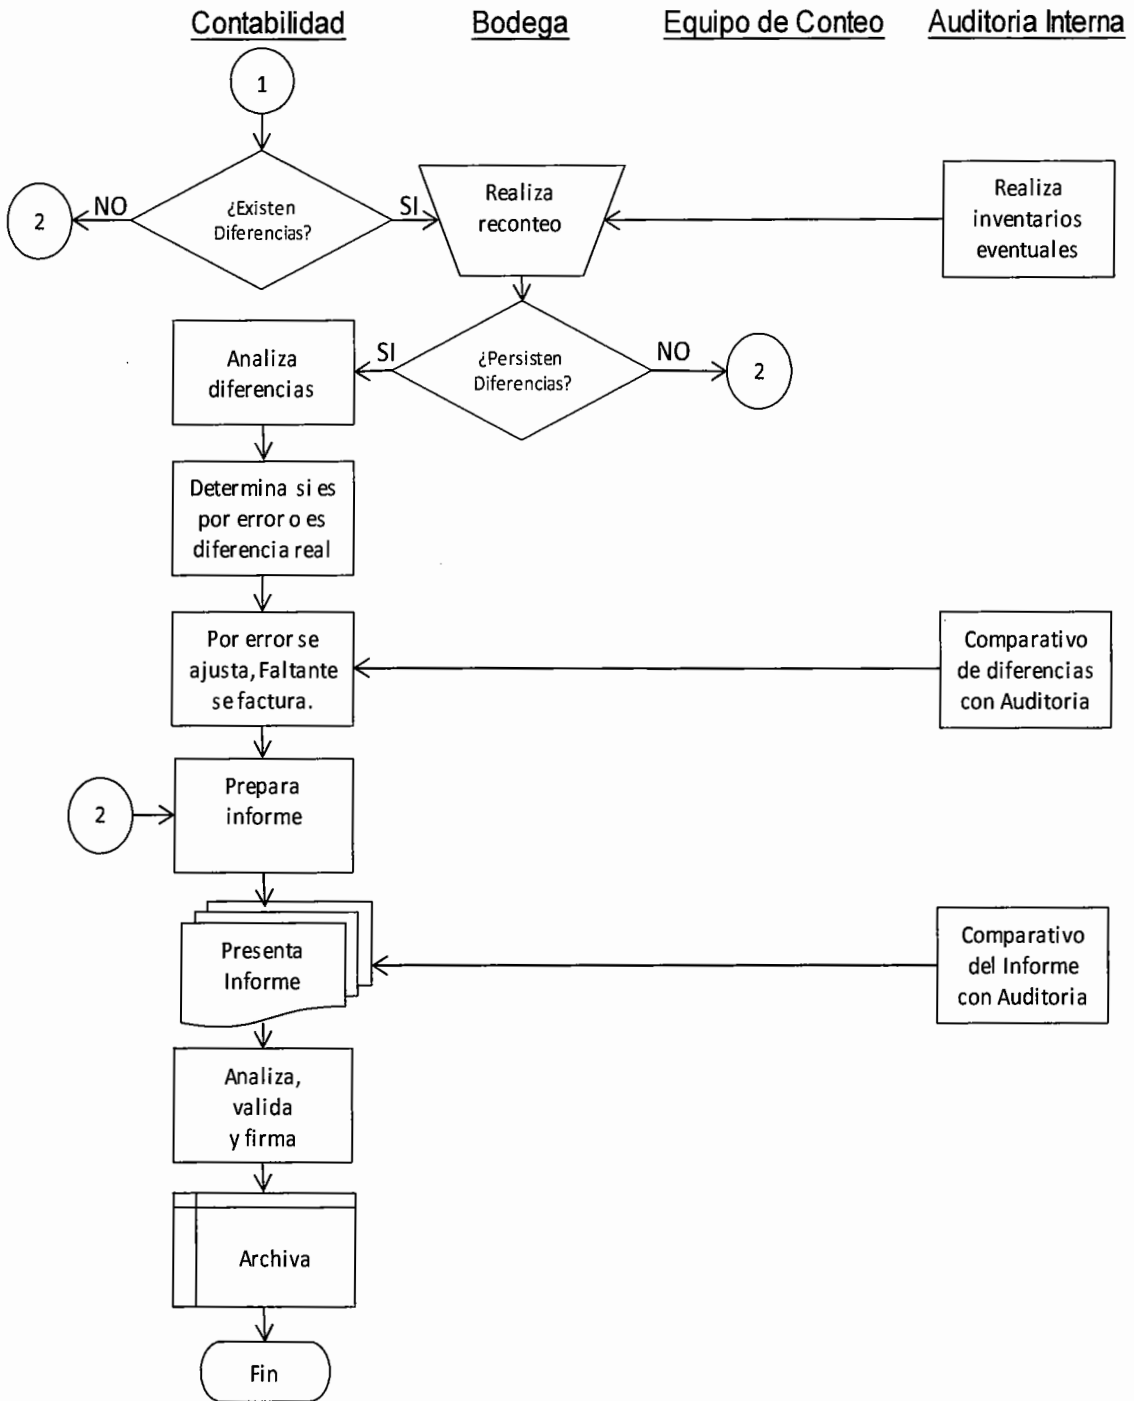 Contabilidad
Bodega
Equipo de Conteo
Auditoria Interna
1
2
NO
¿Existen
Diferencias?
SI
Realiza
reconteo
Realiza
inventarios
eventuales
Analiza
diferencias
SI
¿Persisten
Diferencias?
NO
2
Determina si es
por error o es
diferencia real
Por error se
ajusta, Faltante
se factura.
Comparativo
de diferencias
con Auditoria
2
Prepara
informe
Presenta
Informe
Comparativo
del Informe
con Auditoria
Analiza,
valida
y firma
Archiva
Fin